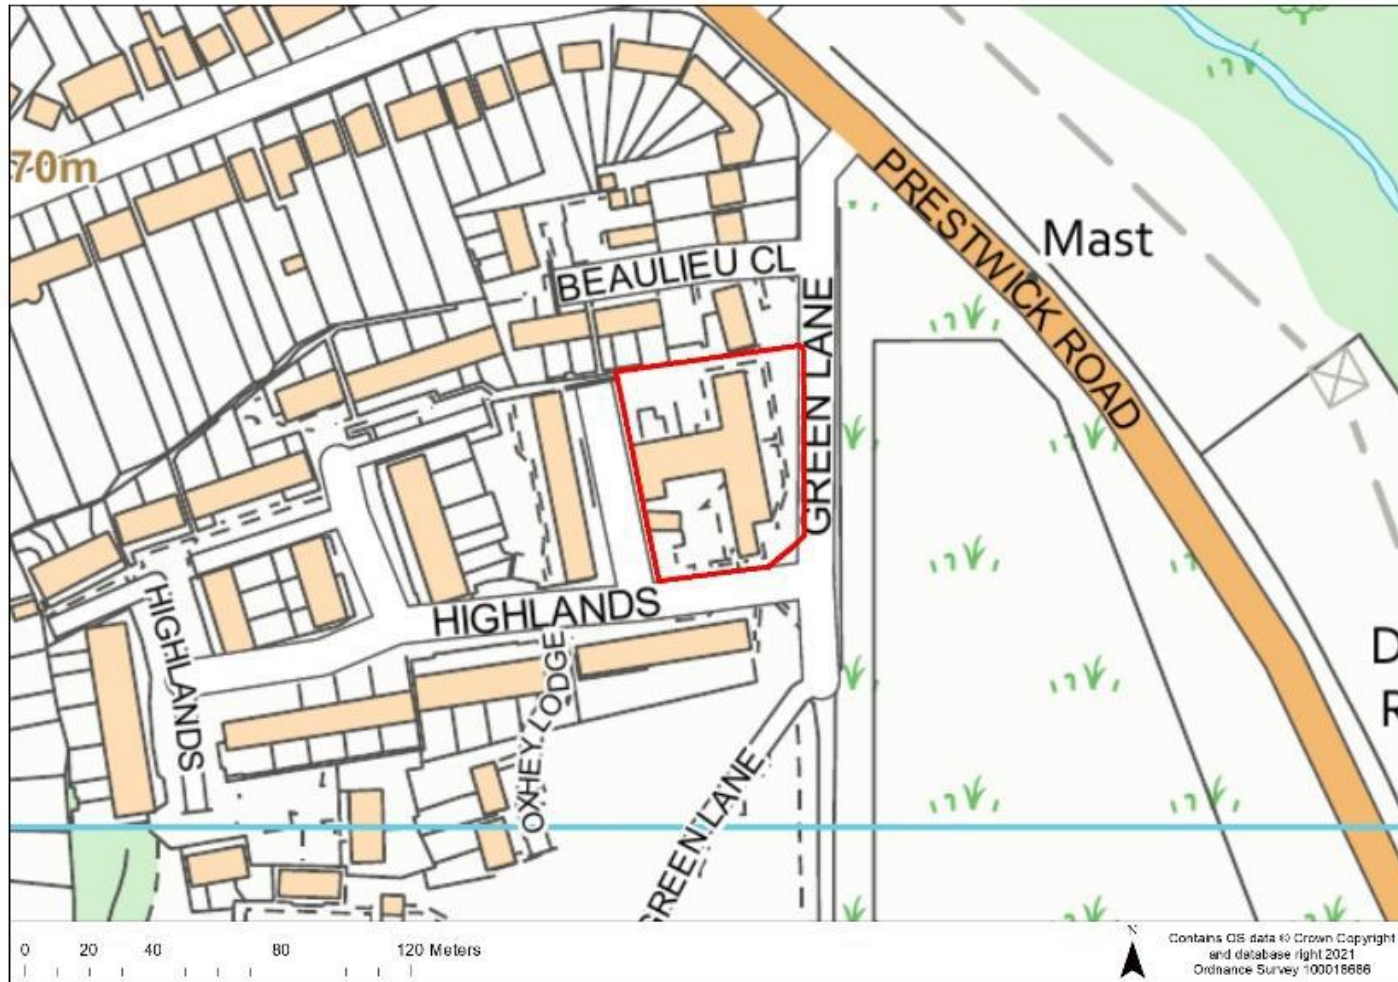 70m
BEAULIEU CL
PRESTWICK ROAD
Mast
GREEN LANE
HIGHLANDS
HIGHLANDS
OXHEY LODGE
GREEN LANE
D
R
0 20 40 80 120 Meters
N
Contains OS data © Crown Copyright
and database right 2021
Ordnance Survey 100018686